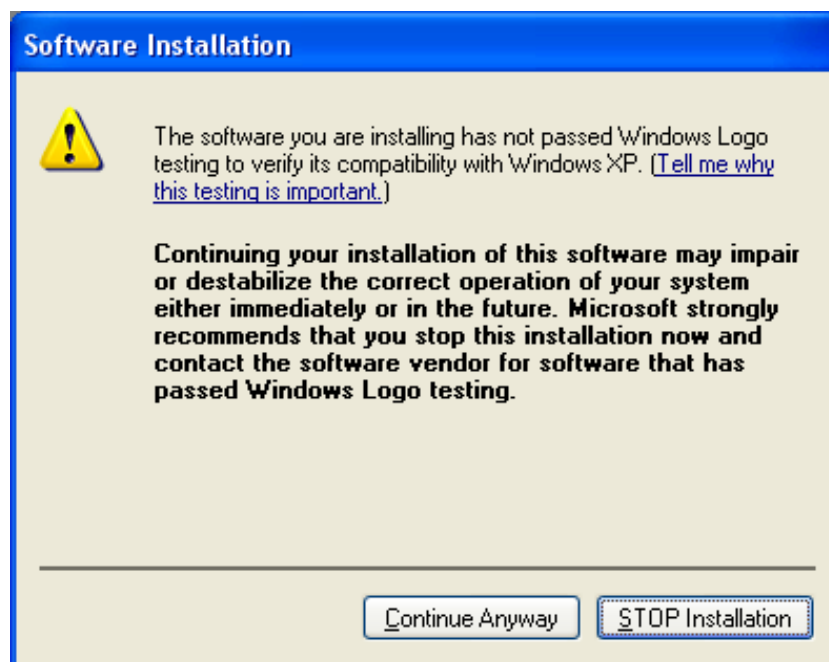 Software Installation
The software you are installing has not passed Windows Logo
testing to verify its compatibility with Windows XP. (Tell me why
this testing is important.)
Continuing your installation of this software may impair
or destabilize the correct operation of your system
either immediately or in the future. Microsoft strongly
recommends that you stop this installation now and
contact the software vendor for software that has
passed Windows Logo testing.
Continue Anyway
STOP Installation